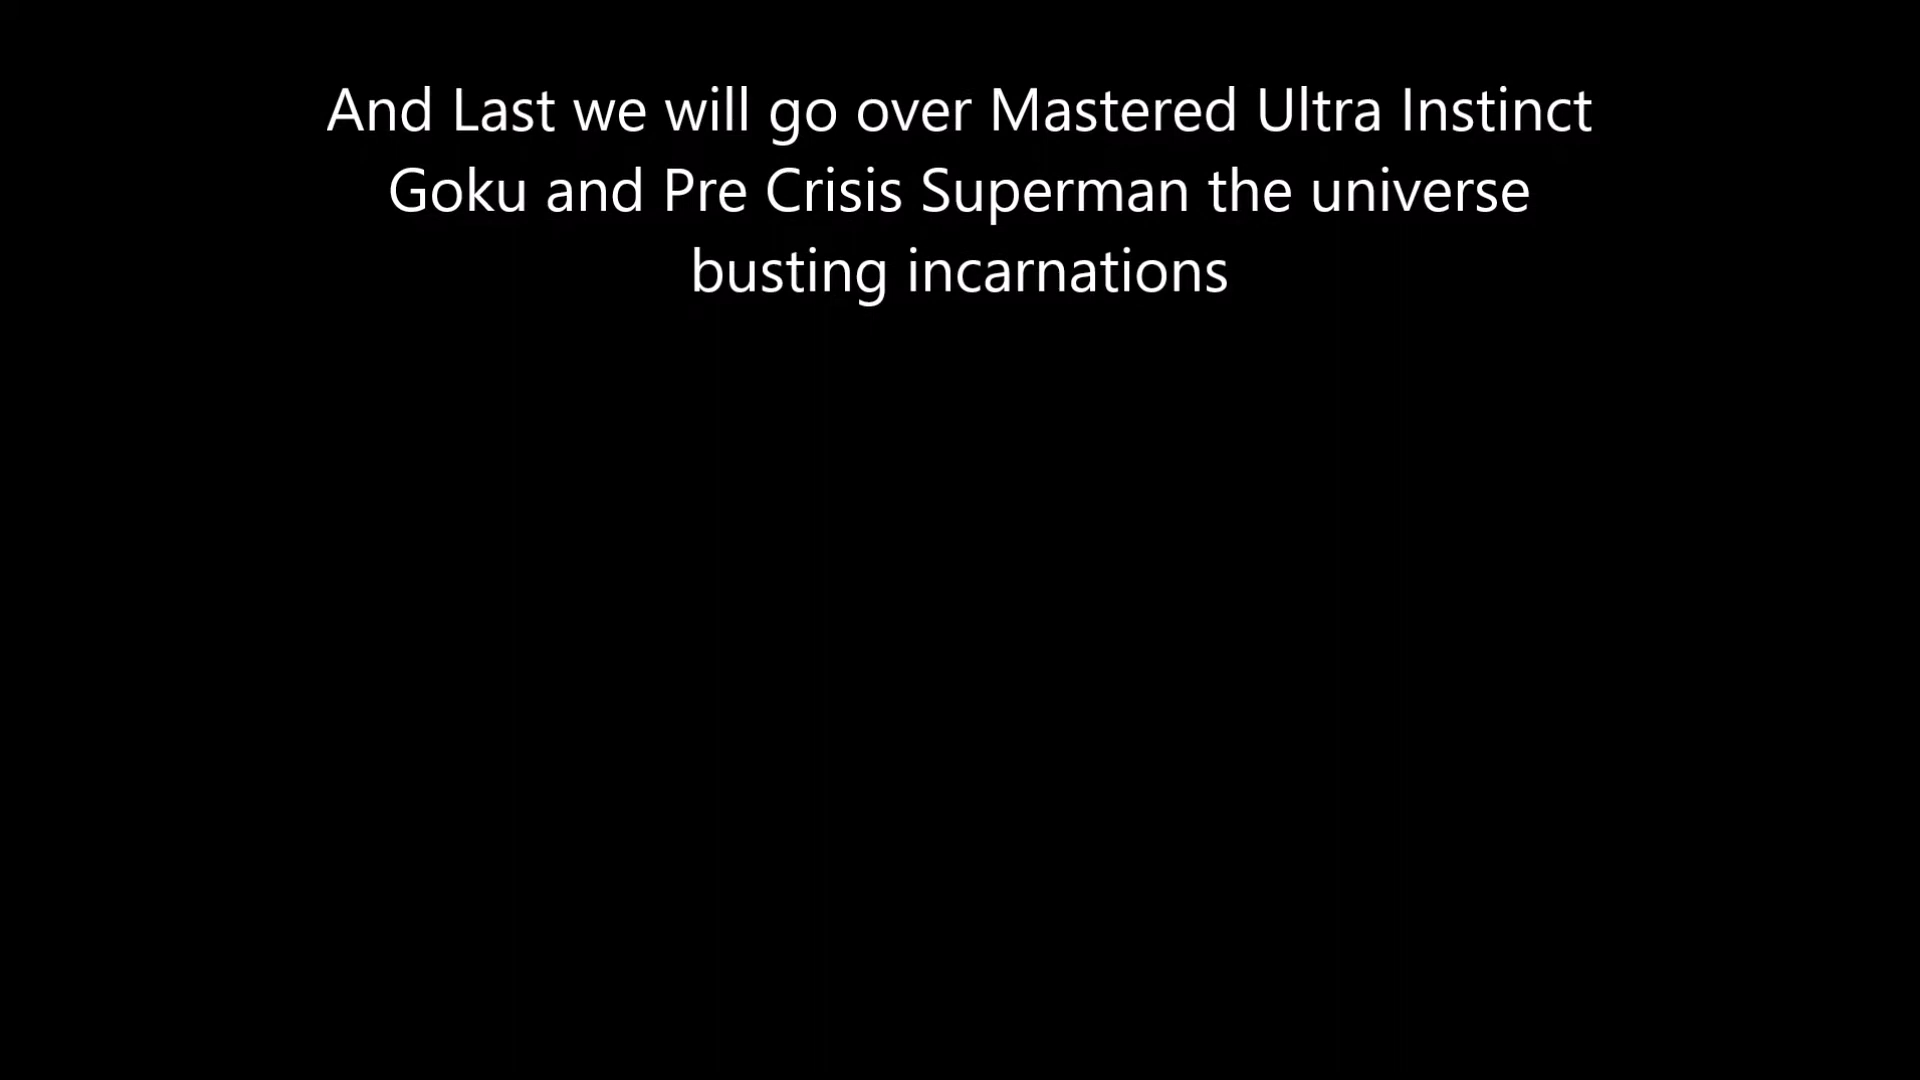 And Last we will go over Mastered Ultra Instinct
Goku and Pre Crisis Superman the universe
busting incarnations